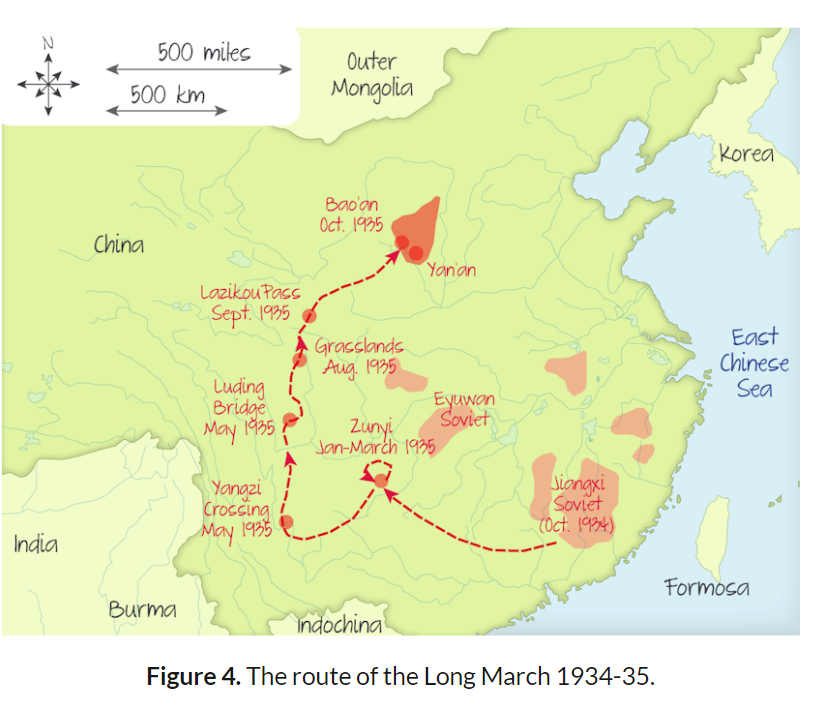 N
500 miles
500 km
Outer
Mongolia
Korea
Bao'an
Oct. 1935
China
Yan'an
Lazikou Pass
Sept. 1935
Grasslands
Aug. 1935
East
Chinese
Sea
Luding
Bridge
May 1935
Eyuwan
Soviet
Zunyi
Jan-March 1935
Yangzi
Crossing
May 1935
Jiangxi
Soviet
(Oct. 1934)
India
Formosa
Burma
Indochina
Figure 4. The route of the Long March 1934-35.